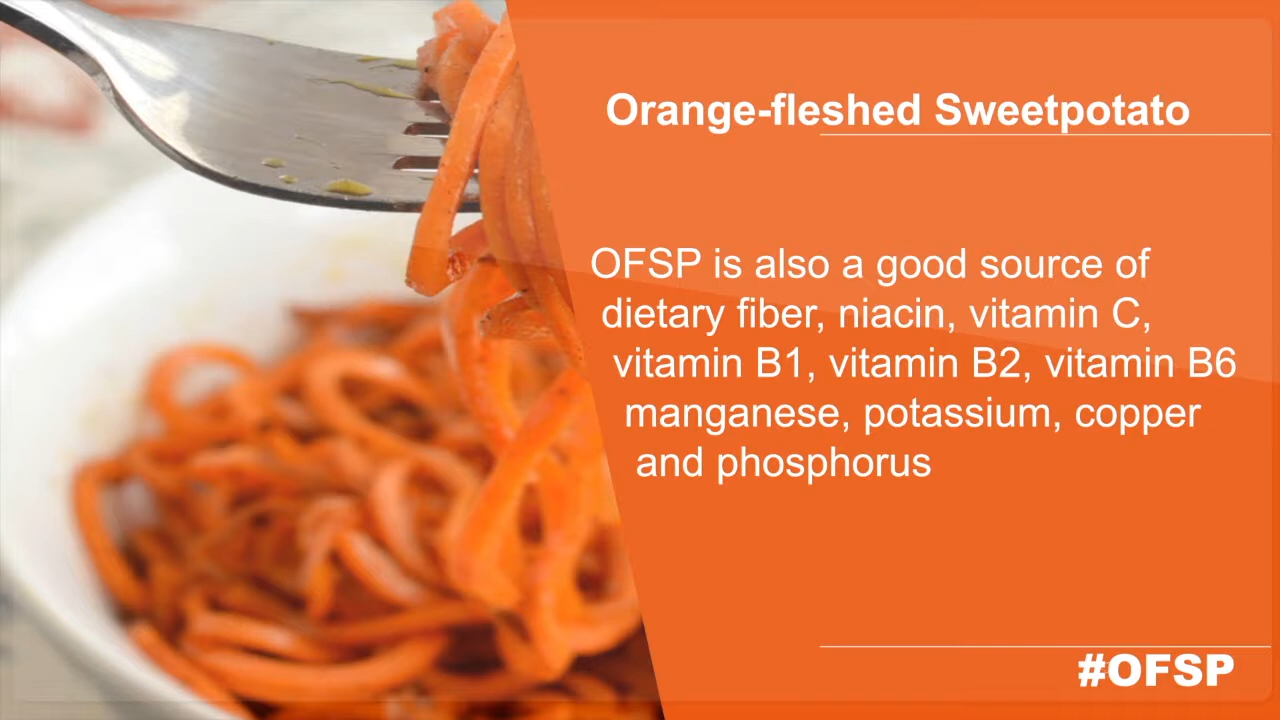 Orange-fleshed Sweetpotato
OFSP is also a good source of
dietary fiber, niacin, vitamin C,
vitamin B1, vitamin B2, vitamin B6
manganese, potassium, copper
and phosphorus
#OFSP